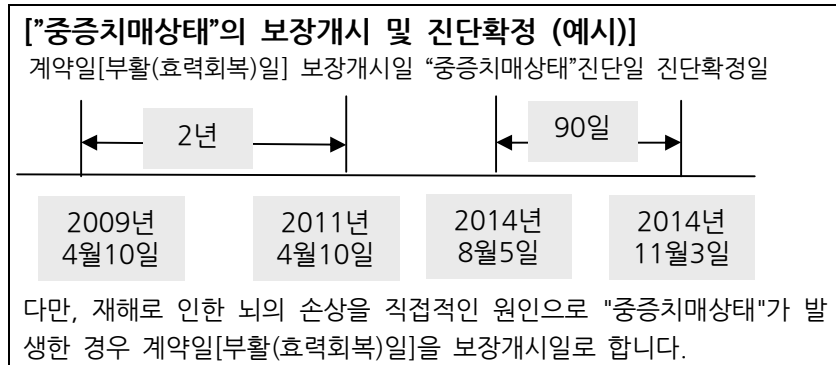 ["중증치매상태"의 보장개시 및 진단확정 (예시)]
계약일[부활(효력회복)일] 보장개시일 “중증치매상태”진단일 진단확정일
2년 90일
2009년 2011년 2014년 2014년
4월10일 4월10일 8월5일 11월3일
다만, 재해로 인한 뇌의 손상을 직접적인 원인으로 "중증치매상태"가 발
생한 경우 계약일[부활(효력회복)일]을 보장개시일로 합니다.